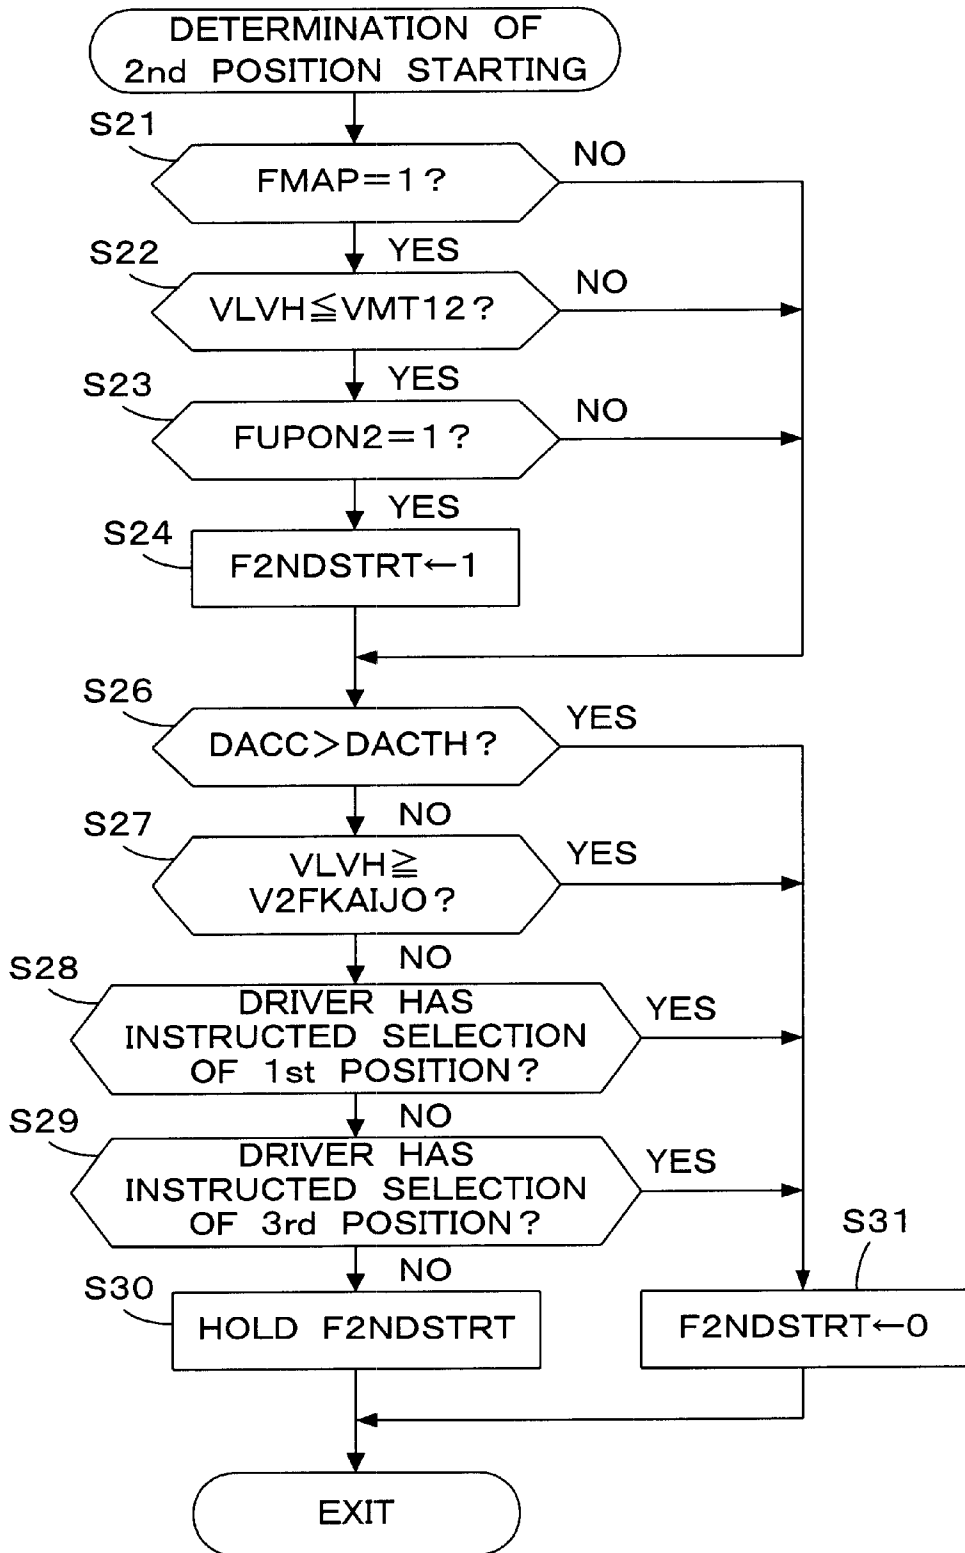 DETERMINATION OF
2nd POSITION STARTING
S21
FMAP=1?
NO
YES
S22
VLVH≦VMT12?
NO
YES
S23
FUPON2=1?
NO
YES
S24
F2NDSTRT←1
S26
DACC>DACTH?
YES
NO
S27
VLVH≧
V2FKAIJO?
YES
NO
S28
DRIVER HAS
INSTRUCTED SELECTION
OF 1st POSITION?
YES
NO
S29
DRIVER HAS
INSTRUCTED SELECTION
OF 3rd POSITION?
YES
NO
S30
HOLD F2NDSTRT
S31
F2NDSTRT←0
EXIT